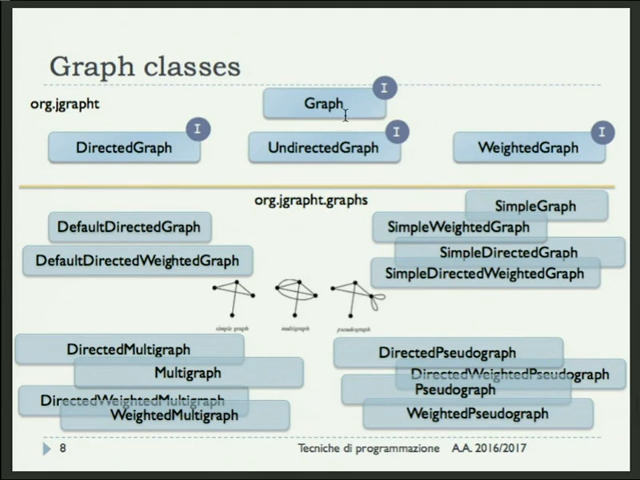 Graph classes
org.jgrapht
Graph
I
DirectedGraph
I
UndirectedGraph
I
WeightedGraph
I
org.jgrapht.graphs
SimpleGraph
DefaultDirectedGraph
SimpleWeightedGraph
SimpleDirectedGraph
DefaultDirectedWeightedGraph
SimpleDirectedWeightedGraph
simple graph
multigraph
pseudograph
DirectedMultigraph
DirectedPseudograph
Multigraph
DirectedWeightedPseudograph
Pseudograph
DirectedWeightedMultigraph
WeightedMultigraph
WeightedPseudograph
8
Tecniche di programmazione A.A. 2016/2017